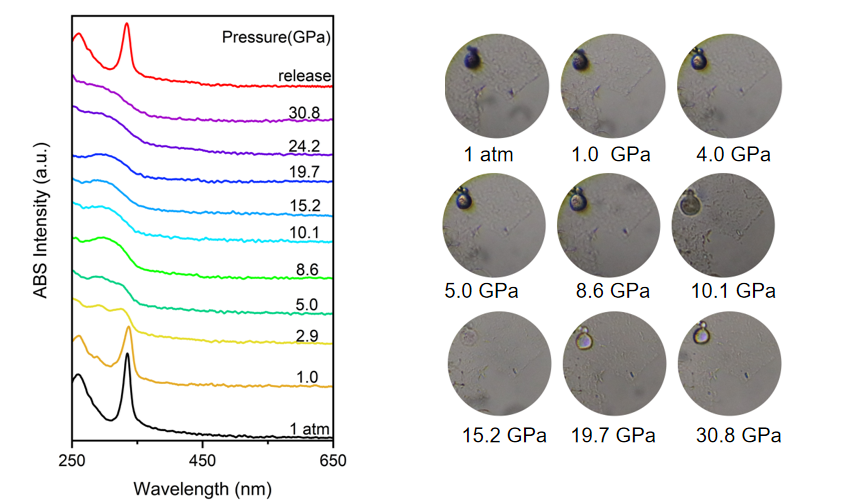 Pressure(GPa)
release
30.8
24.2
19.7
15.2
10.1
8.6
5.0
2.9
1.0
1 atm
ABS Intensity (a.u.)
250 450 650
Wavelength (nm)
1 atm 1.0 GPa 4.0 GPa
5.0 GPa 8.6 GPa 10.1 GPa
15.2 GPa 19.7 GPa 30.8 GPa